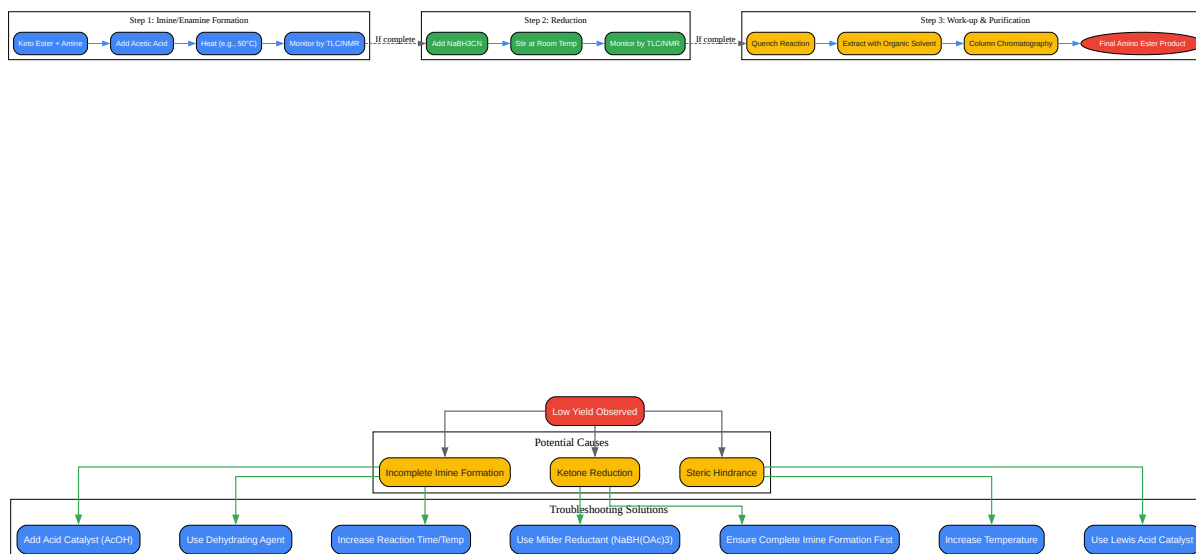 Step 1: Imine/Enamine Formation
Step 2: Reduction
Step 3: Work-up & Purification
Keto Ester + Amine
Add Acetic Acid
Heat (e.g., 50°C)
Monitor by TLC/NMR
If complete
Add NaBH3CN
Stir at Room Temp
Monitor by TLC/NMR
If complete
Quench Reaction
Extract with Organic Solvent
Column Chromatography
Final Amino Ester Product
Low Yield Observed
Potential Causes
Incomplete Imine Formation
Ketone Reduction
Steric Hindrance
Troubleshooting Solutions
Add Acid Catalyst (AcOH)
Use Dehydrating Agent
Increase Reaction Time/Temp
Use Milder Reductant (NaBH(OAc)3)
Ensure Complete Imine Formation First
Increase Temperature
Use Lewis Acid Catalyst